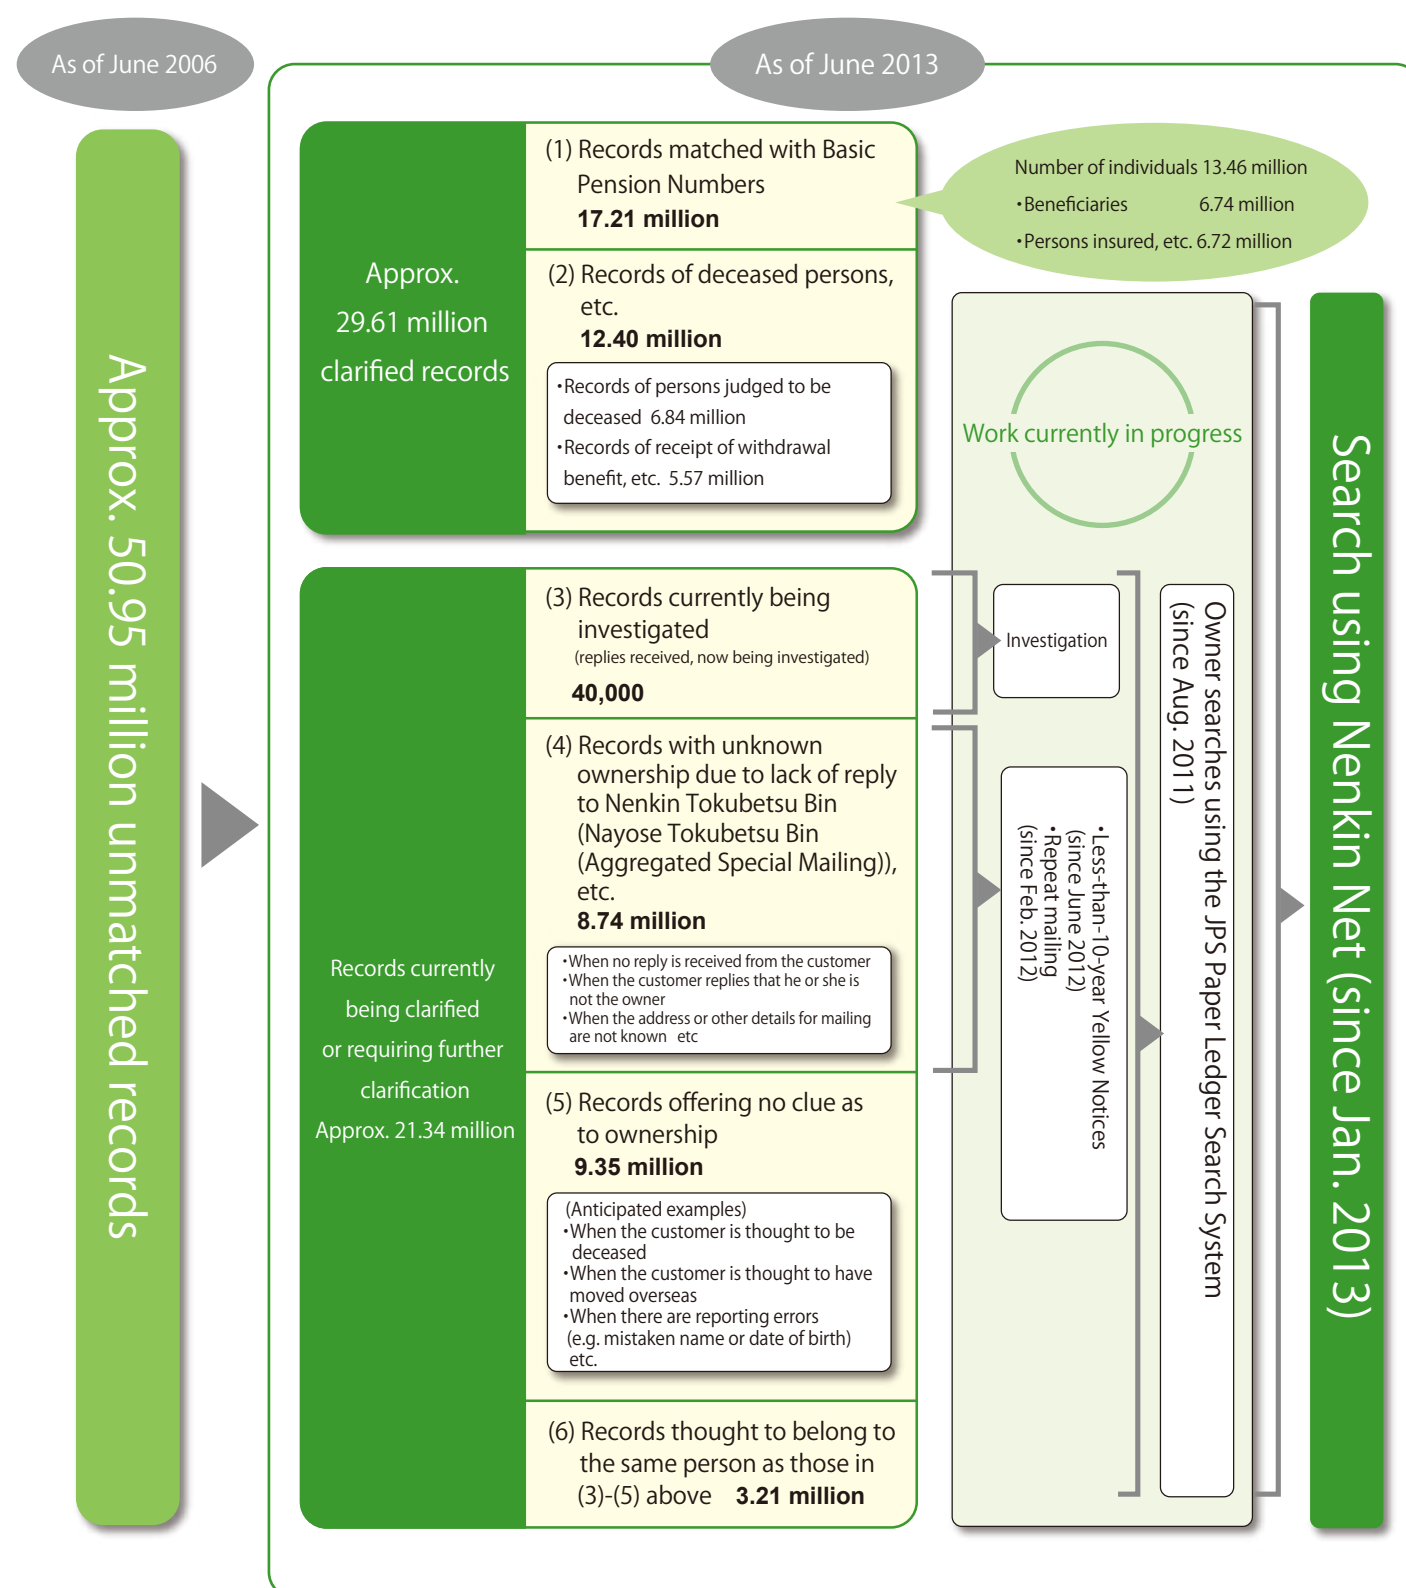 As of June 2006
As of June 2013
Approx. 50.95 million unmatched records
Approx.
29.61 million
clarified records
(1) Records matched with Basic
Pension Numbers
17.21 million
Number of individuals 13.46 million
・Beneficiaries 6.74 million
・Persons insured, etc. 6.72 million
(2) Records of deceased persons,
etc.
12.40 million
・Records of persons judged to be
deceased 6.84 million
・Records of receipt of withdrawal
benefit, etc. 5.57 million
Records currently
being clarified
or requiring further
clarification
Approx. 21.34 million
(3) Records currently being
investigated
(replies received, now being investigated)
40,000
(4) Records with unknown
ownership due to lack of reply
to Nenkin Tokubetsu Bin
(Nayose Tokubetsu Bin
(Aggregated Special Mailing)),
etc.
8.74 million
・When no reply is received from the customer
・When the customer replies that he or she is
not the owner
・When the address or other details for mailing
are not known etc
(5) Records offering no clue as
to ownership
9.35 million
(Anticipated examples)
・When the customer is thought to be
deceased
・When the customer is thought to have
moved overseas
・When there are reporting errors
(e.g. mistaken name or date of birth)
etc.
(6) Records thought to belong to
the same person as those in
(3)-(5) above 3.21 million
Work currently in progress
Investigation
・Less-than-10-year Yellow Notices
(since June 2012)
・Repeat mailing
(since Feb. 2012)
Owner searches using the JPS Paper Ledger Search System
(since Aug. 2011)
Search using Nenkin Net (since Jan. 2013)